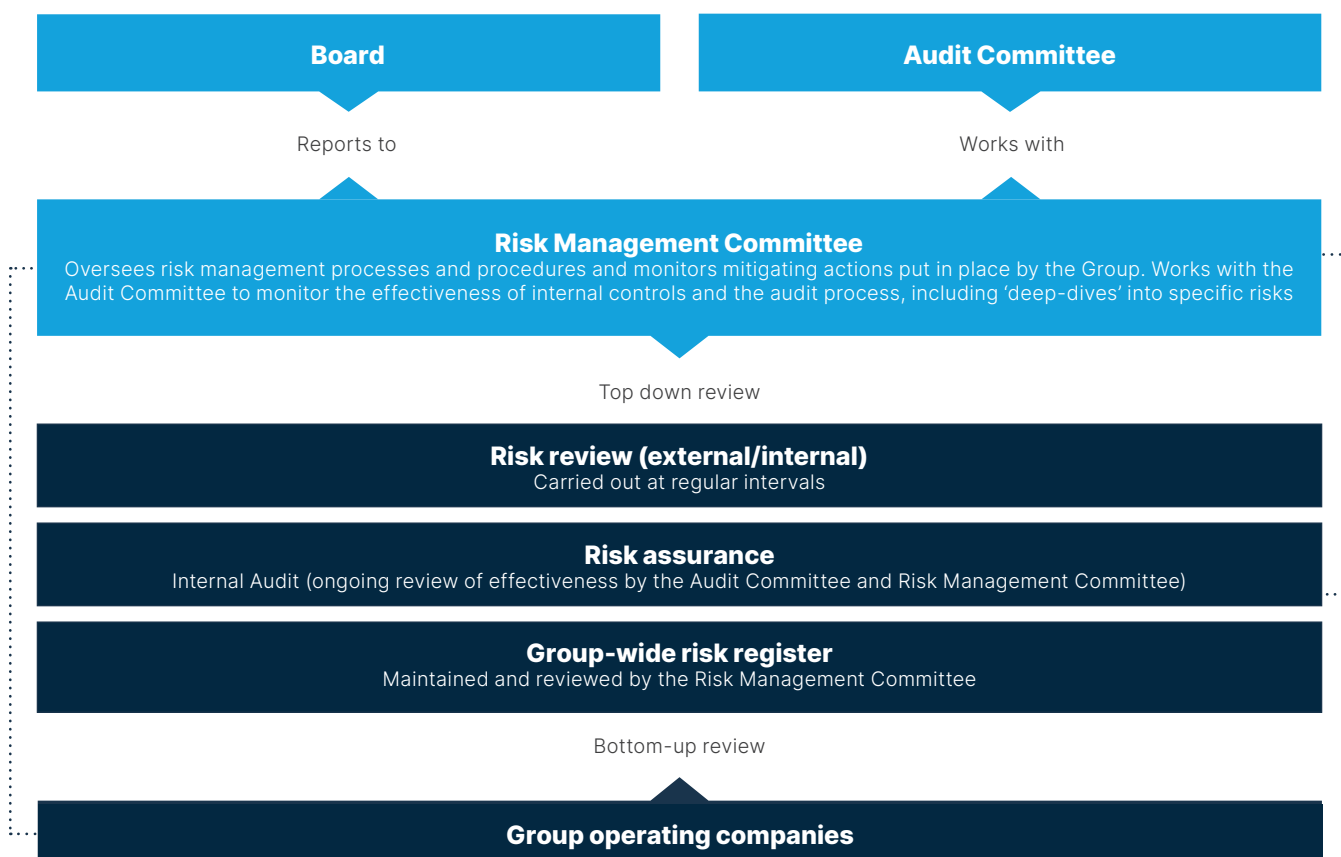 Board
Audit Committee
Reports to
Works with
Risk Management Committee
Oversees risk management processes and procedures and monitors mitigating actions put in place by the Group. Works with the
Audit Committee to monitor the effectiveness of internal controls and the audit process, including ‘deep-dives’ into specific risks
Top down review
Risk review (external/internal)
Carried out at regular intervals
Risk assurance
Internal Audit (ongoing review of effectiveness by the Audit Committee and Risk Management Committee)
Group-wide risk register
Maintained and reviewed by the Risk Management Committee
Bottom-up review
Group operating companies